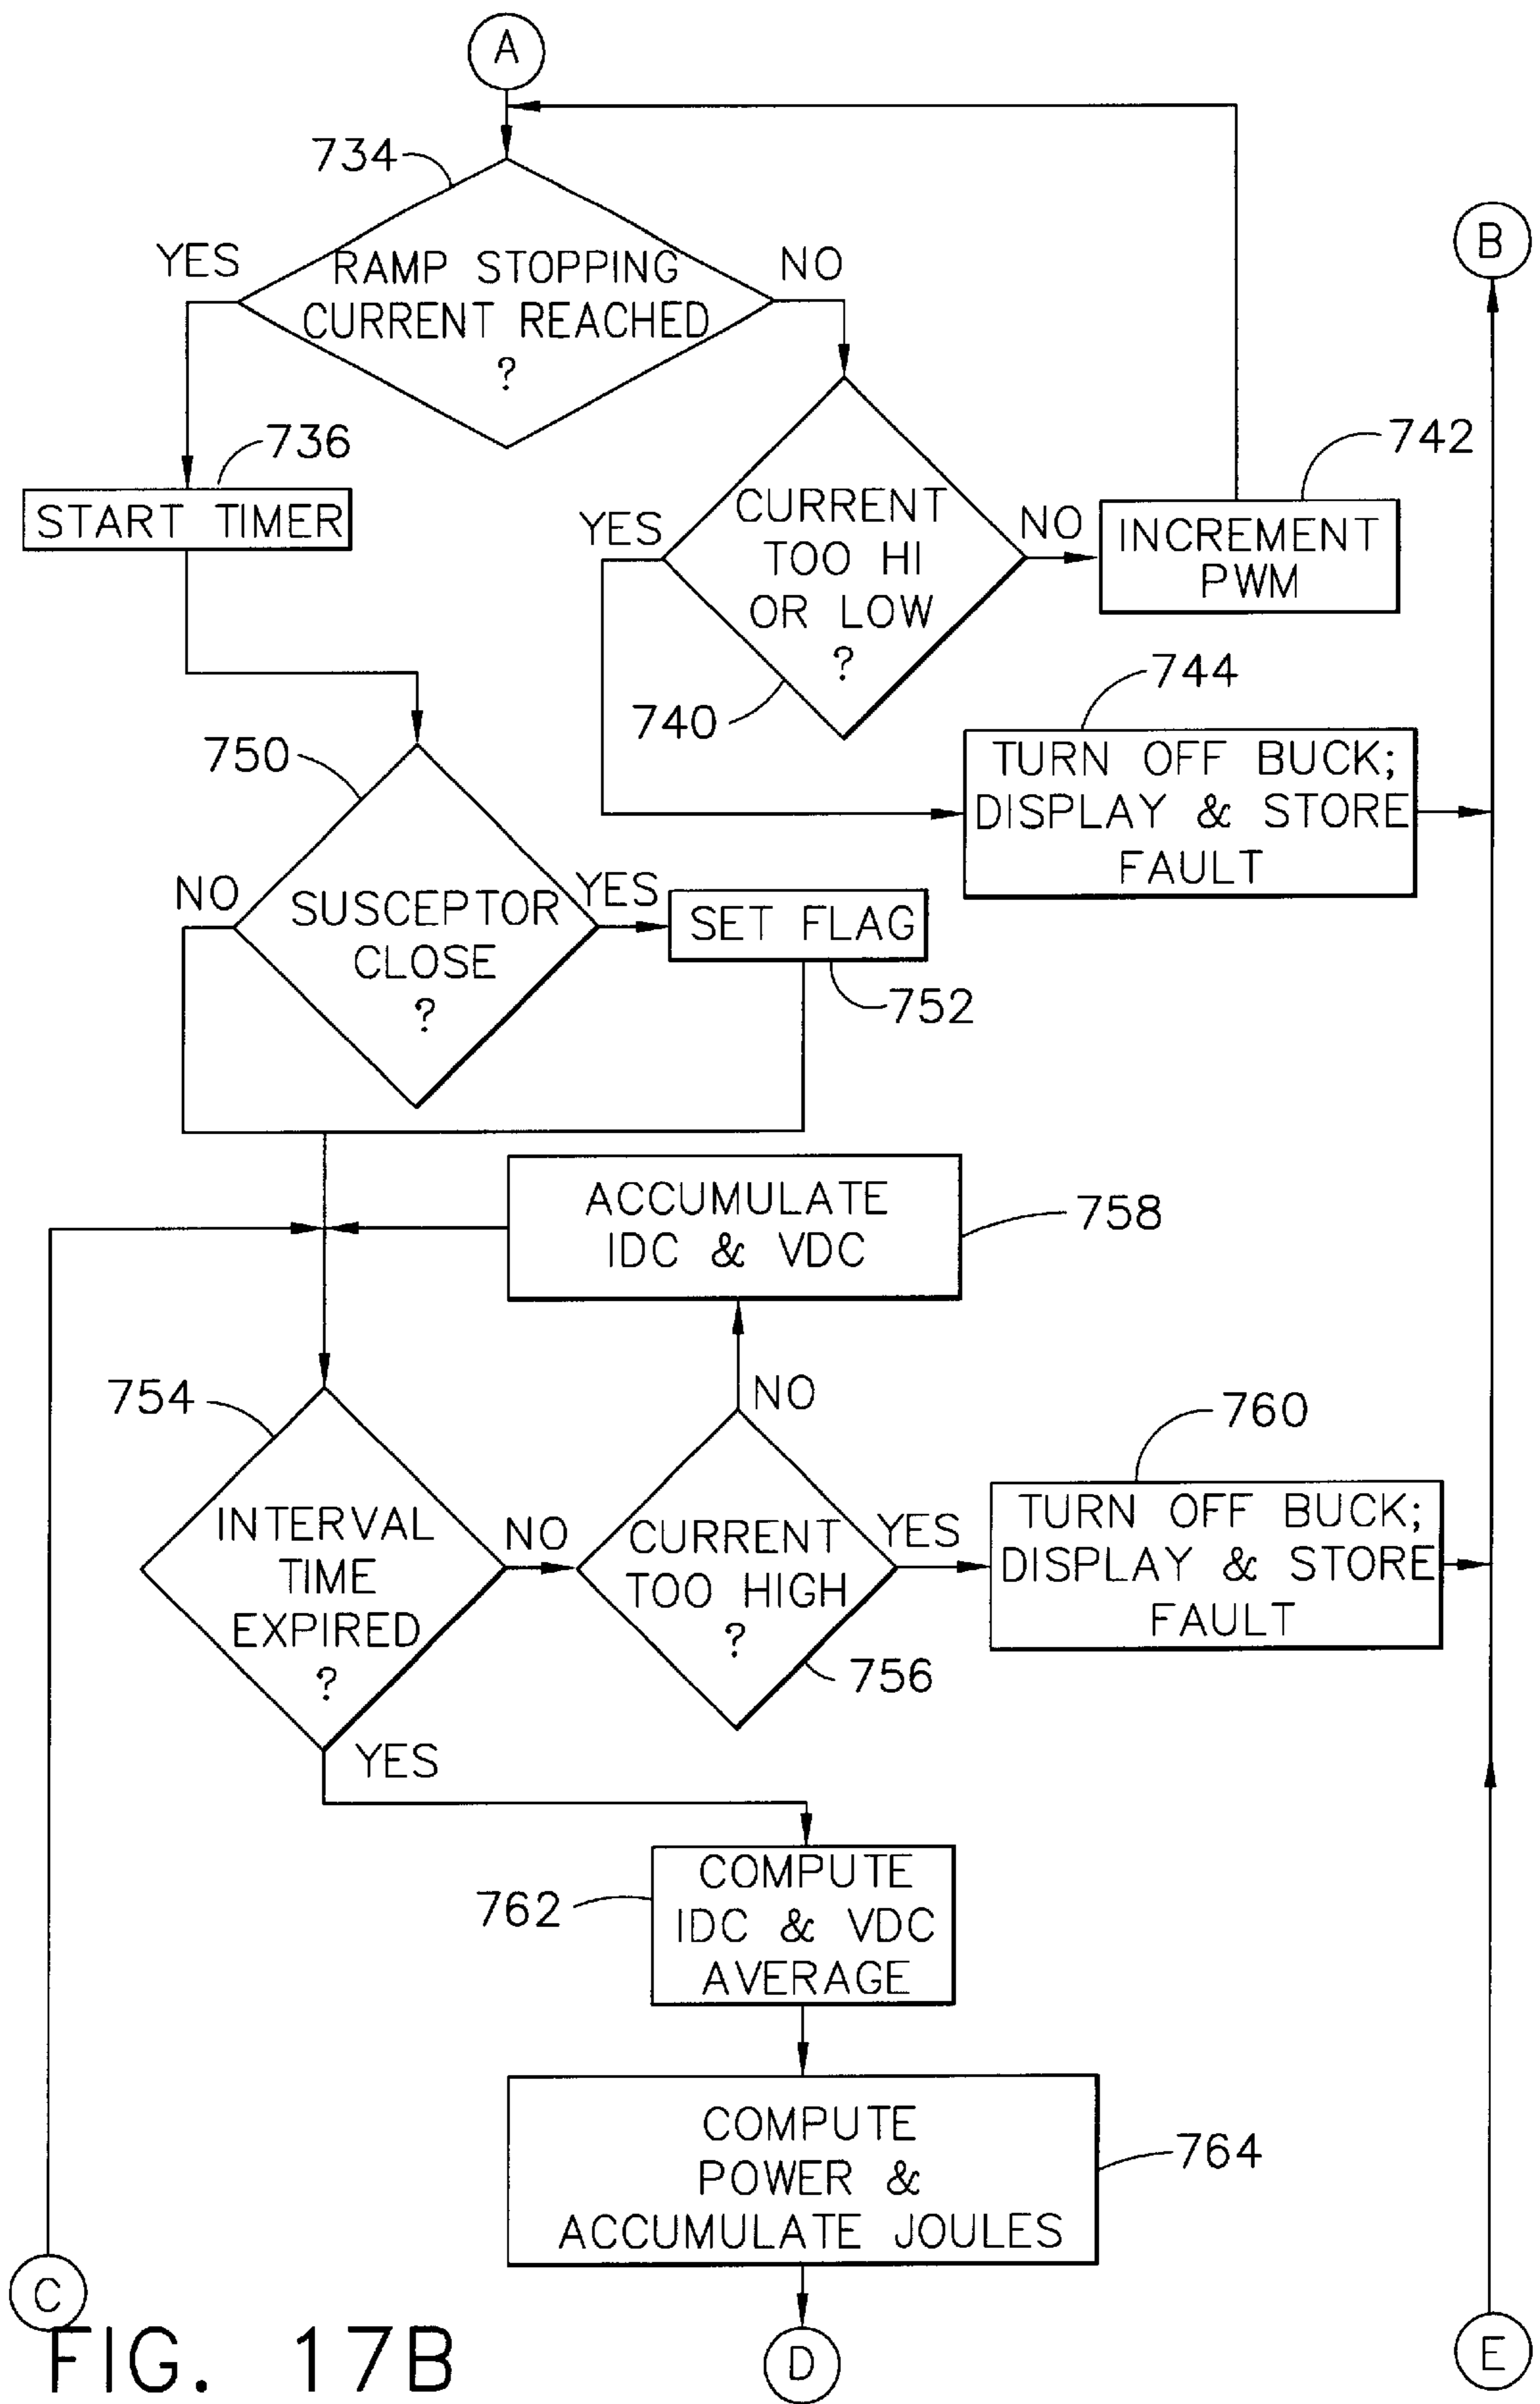 A
734
YES
RAMP STOPPING
CURRENT REACHED
?
NO
B
736
START TIMER
742
YES
CURRENT
TOO HI
OR LOW
?
NO
INCREMENT
PWM
740
744
TURN OFF BUCK;
DISPLAY & STORE
FAULT
750
NO
SUSCEPTOR
CLOSE
?
YES
SET FLAG
752
ACCUMULATE
IDC & VDC
758
754
INTERVAL
TIME
EXPIRED
?
NO
NO
CURRENT
TOO HIGH
?
756
YES
760
TURN OFF BUCK;
DISPLAY & STORE
FAULT
YES
762
COMPUTE
IDC & VDC
AVERAGE
COMPUTE
POWER &
ACCUMULATE JOULES
764
C
D
E
FIG. 17B